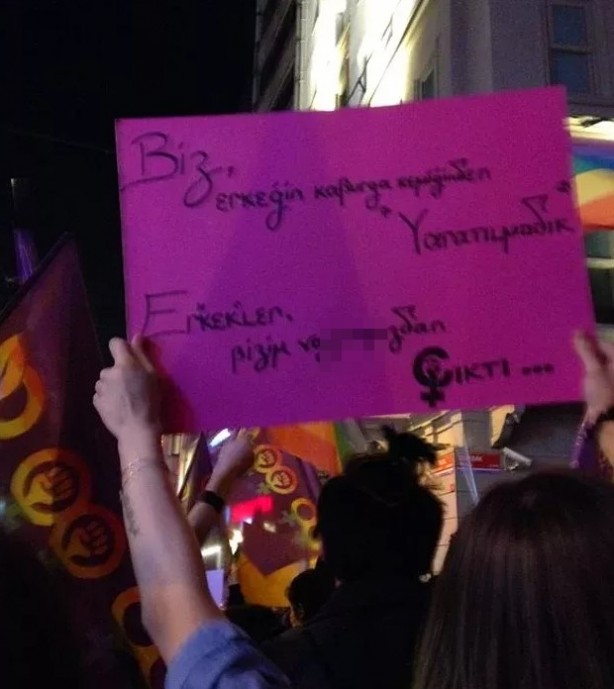 Biz,
erkeğin kaburga kemiğinden
"Yaratılmadık"
Erkekler,
bizim
ÇIKTI ...